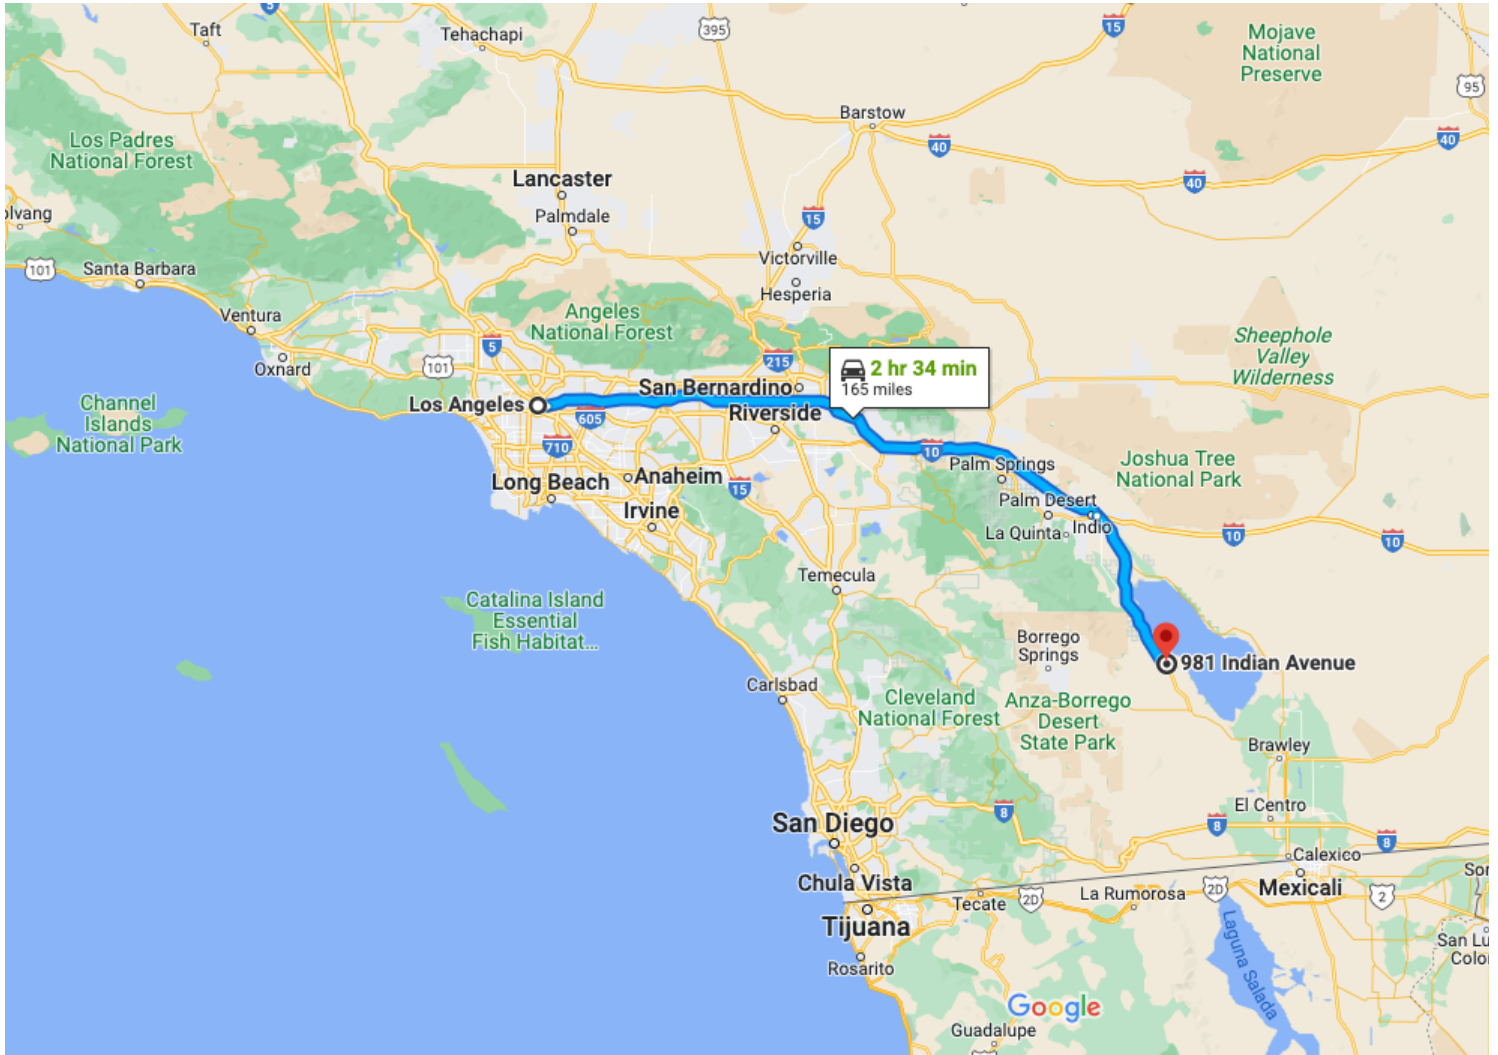 5
Taft
Tehachapi
395
15
Mojave
National
Preserve
95
Barstow
40
40
40
Los Padres
National Forest
Lancaster
Palmdale
olvang
15
Victorville
101
Santa Barbara
Hesperia
Ventura
Angeles
National Forest
Sheephole
Valley
Wilderness
5
215
Oxnard
101
2 hr 34 min
165 miles
San Bernardino
Los Angeles
605
Riverside
Channel
Islands
National Park
710
10
Palm Springs
Joshua Tree
National Park
Long Beach
Anaheim
15
Palm Desert
Irvine
La Quinta
Indio
10
10
Temecula
Catalina Island
Essential
Fish Habitat...
Borrego
Springs
981 Indian Avenue
Carlsbad
Cleveland
National Forest
Anza-Borrego
Desert
State Park
Brawley
El Centro
8
8
8
San Diego
Calexico
Chula Vista
Mexicali
Sor
Tecate
2D
La Rumorosa
2D
2
Tijuana
Laguna Salada
San Lu
Colo
Rosarito
Google
Guadalupe